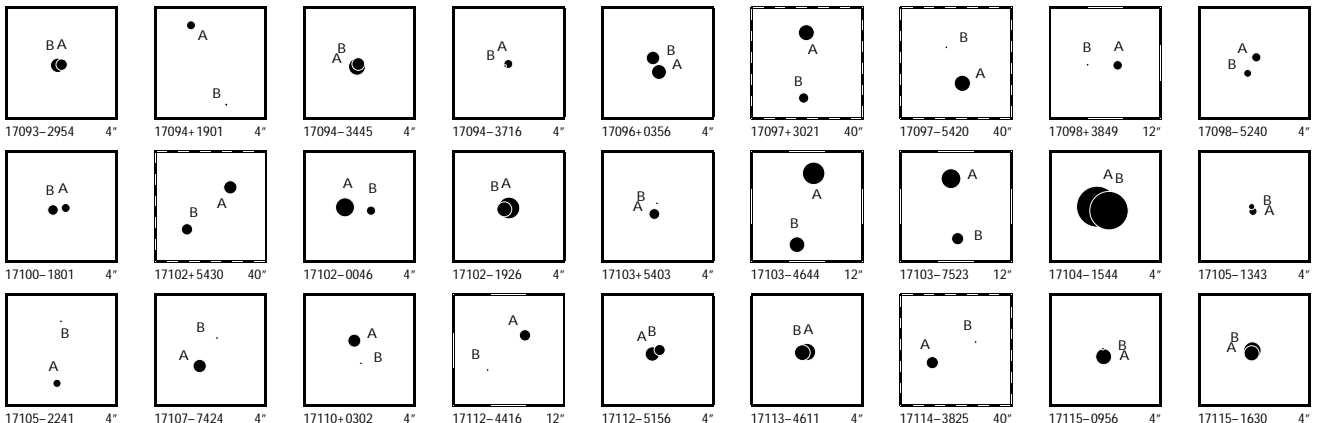 B A
A
B
B
A
A
B
B
A
A
B
B
A
B A
A
B
17093−2954 4″
17094+1901 4″
17094−3445 4″
17094−3716 4″
17096+0356 4″
17097+3021 40″
17097−5420 40″
17098+3849 12″
17098−5240 4″
B A
A
B
A B
B A
B
A
A
B
A
B
A B
B
A
17100−1801 4″
17102+5430 40″
17102−0046 4″
17102−1926 4″
17103+5403 4″
17103−4644 12″
17103−7523 12″
17104−1544 4″
17105−1343 4″
B
A
B
A
A
B
A
B
A B
B A
B
A
B
A
B
A
17105−2241 4″
17107−7424 4″
17110+0302 4″
17112−4416 12″
17112−5156 4″
17113−4611 4″
17114−3825 40″
17115−0956 4″
17115−1630 4″